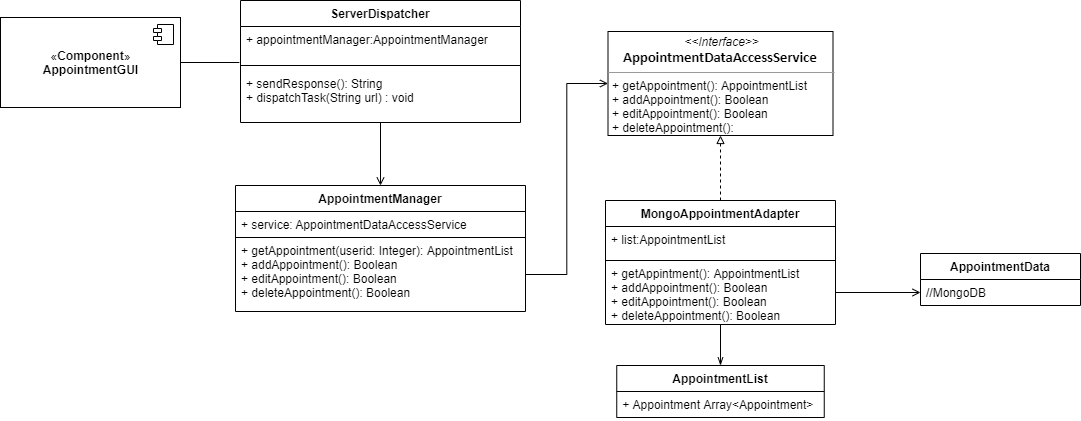 «Component»
AppointmentGUI
ServerDispatcher
+ appointmentManager:AppointmentManager
+ sendResponse(): String
+ dispatchTask(String url) : void
AppointmentManager
+ service: AppointmentDataAccessService
+ getAppointment(userid: Integer): AppointmentList
+ addAppointment(): Boolean
+ editAppointment(): Boolean
+ deleteAppointment(): Boolean
<<Interface>>
AppointmentDataAccessService
+ getAppointment(): AppointmentList
+ addAppointment(): Boolean
+ editAppointment(): Boolean
+ deleteAppointment():
MongoAppointmentAdapter
+ list:AppointmentList
+ getAppintment(): AppointmentList
+ addAppointment(): Boolean
+ editAppointment(): Boolean
+ deleteAppointment(): Boolean
AppointmentData
//MongoDB
AppointmentList
+ Appointment Array<Appointment>